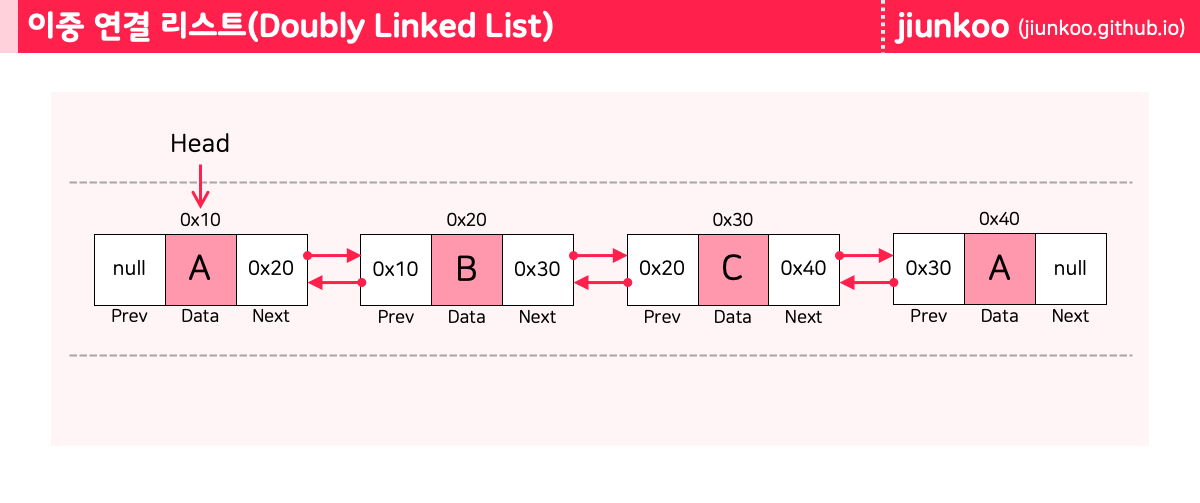 이중 연결 리스트(Doubly Linked List)
jiunkoo (jiunkoo.github.io)
Head
0x10 0x20 0x30 0x40
null A 0x20 0x10 B 0x30 0x20 C 0x40 0x30 A null
Prev Data Next Prev Data Next Prev Data Next Prev Data Next